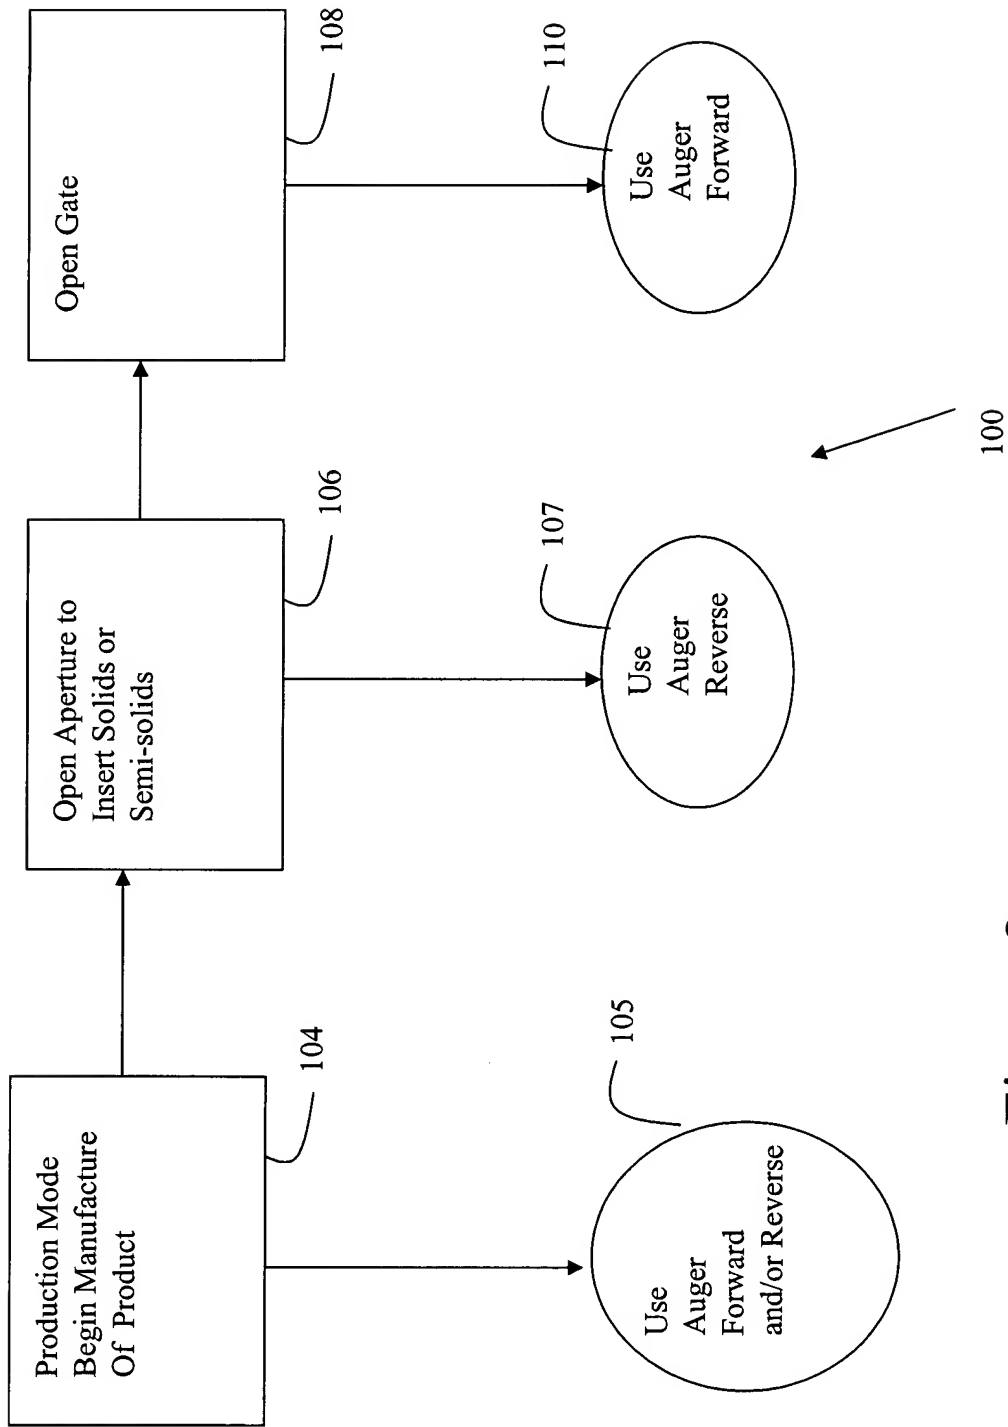 Production Mode
Begin Manufacture
Of Product
104
Use
Auger
Forward
and/or Reverse
105
Open Aperture to
Insert Solids or
Semi-solids
106
Use
Auger
Reverse
107
Open Gate
108
Use
Auger
Forward
110
100